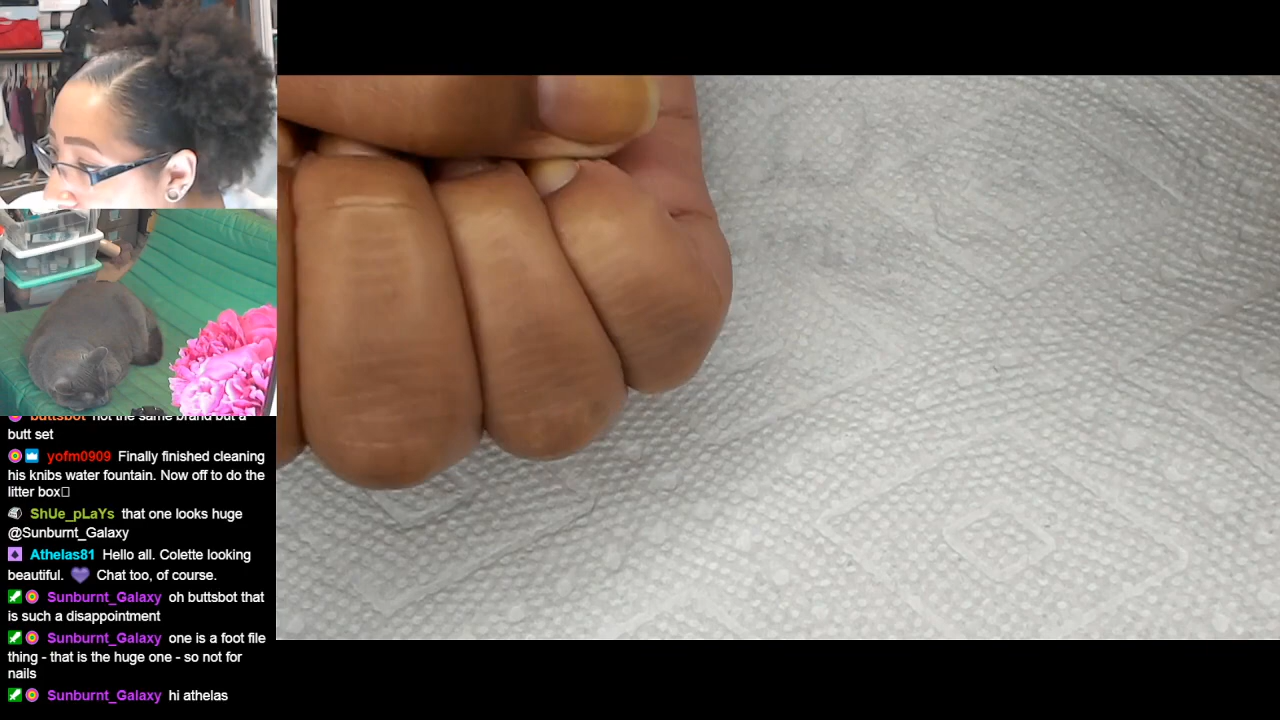 buttsbot not the same brand but a
butt set
yofm0909 Finally finished cleaning
his knibs water fountain. Now off to do the
litter box
ShUe_pLaYs that one looks huge
@Sunburnt_Galaxy
Athelas81 Hello all. Colette looking
beautiful. Chat too, of course.
Sunburnt_Galaxy oh buttsbot that
is such a disappointment
Sunburnt_Galaxy one is a foot file
thing - that is the huge one - so not for
nails
Sunburnt_Galaxy hi athelas